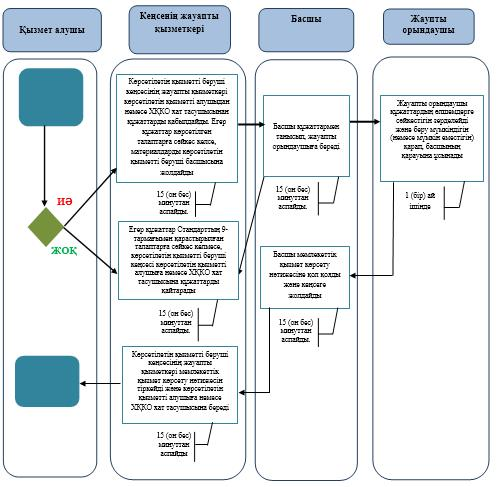 Қызмет алушы
Кеңсенің жауапты
қызметкері
Басшы
Жауапты
орындаушы
Көрсетілетін қызметті беруші
кеңсесінің жауапты қызметкері
көрсетілетін қызметті алушыдан
немесе ХҚКО хат тасушысынан
құжаттарды қабылдайды. Егер
құжаттар көрсетілген
талаптарға сәйкес келсе,
материалдарды көрсетілетін
қызметті беруші басшысына
жолдайды
15 (он бес)
минуттан
аспайды.
ИӘ
ЖОҚ
Егер құжаттар Стандарттың 9-
тармағымен қарастырылған
талаптарға сәйкес келмесе,
көрсетілетін қызметті беруші
кеңсесі көрсетілетін қызметті
алушыға немесе ХҚКО хат
тасушысына құжаттарды
қайтарады
15 (он бес)
минуттан
аспайды.
Көрсетілетін қызметті беруші
кеңсесінің жауапты
қызметкері мемлекеттік
қызмет көрсету нәтижесін
тіркейді және көрсетілетін
қызметті алушыға немесе
ХҚКО хат тасушысына береді
15 (он бес)
минуттан
аспайды
Басшы құжаттармен
танысып, жауапты
орындаушыға береді
15 (он бес)
минуттан
аспайды.
Басшы мемлекеттік
қызмет көрсету
нәтижесіне қол қояды
және кеңсеге
жолдайды
15 (он бес)
минуттан
аспайды.
Жауапты орындаушы
құжаттардың өлшемдерге
сәйкестігін зерделейді
және беру мүмкіндігін
(немесе мүмкін еместігін)
қарап, басшының
қарауына ұсынады
1 (бір) ай
ішінде